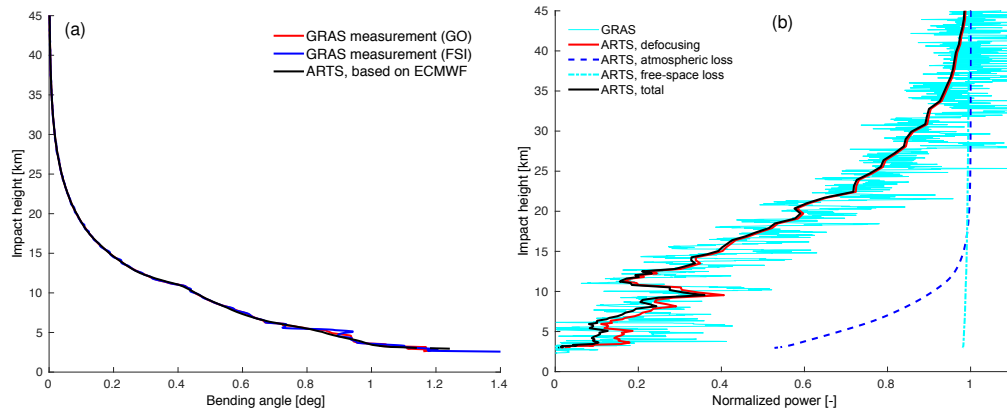 (a)
GRAS measurement (GO)
GRAS measurement (FSI)
ARTS, based on ECMWF
45
40
35
30
25
20
15
10
5
0
Impact height [km]
0
0.2
0.4
0.6
0.8
1
1.2
1.4
Bending angle [deg]
(b)
GRAS
ARTS, defocusing
ARTS, atmospheric loss
ARTS, free-space loss
ARTS, total
45
40
35
30
25
20
15
10
5
0
Impact height [km]
0
0.2
0.4
0.6
0.8
1
Normalized power [-]